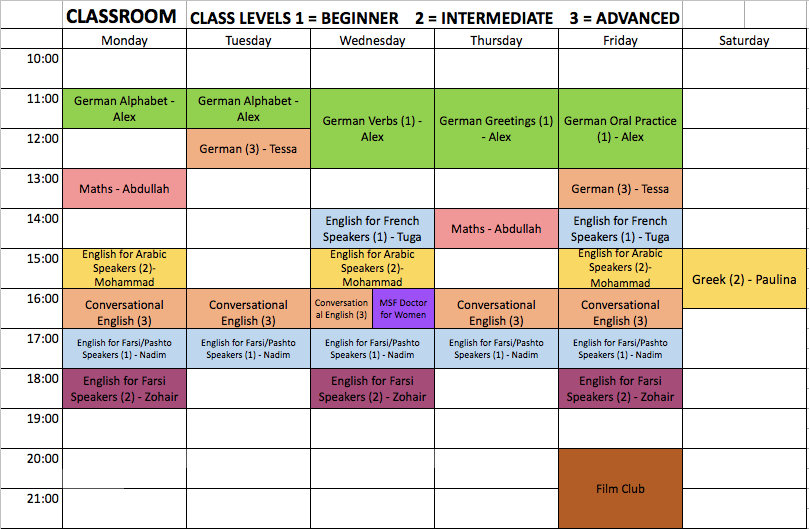 CLASSROOM CLASS LEVELS 1 = BEGINNER 2 = INTERMEDIATE 3 = ADVANCED
Monday Tuesday Wednesday Thursday Friday Saturday
10:00
11:00
German Alphabet -
Alex
German Alphabet -
Alex
German Verbs (1) -
Alex
German Greetings (1)
- Alex
German Oral Practice
(1) - Alex
12:00
German (3) - Tessa
13:00
Maths - Abdullah
German (3) - Tessa
14:00
English for French
Speakers (1) - Tuga
Maths - Abdullah
English for French
Speakers (1) - Tuga
15:00
English for Arabic
Speakers (2)-
Mohammad
English for Arabic
Speakers (2)-
Mohammad
English for Arabic
Speakers (2)-
Mohammad
Greek (2) - Paulina
16:00
Conversational
English (3)
Conversational
English (3)
Conversation
al English (3)
MSF Doctor
for Women
Conversational
English (3)
Conversational
English (3)
17:00
English for Farsi/Pashto
Speakers (1) - Nadim
English for Farsi/Pashto
Speakers (1) - Nadim
English for Farsi/Pashto
Speakers (1) - Nadim
English for Farsi/Pashto
Speakers (1) - Nadim
English for Farsi/Pashto
Speakers (1) - Nadim
18:00
English for Farsi
Speakers (2) - Zohair
English for Farsi
Speakers (2) - Zohair
English for Farsi
Speakers (2) - Zohair
19:00
20:00
Film Club
21:00